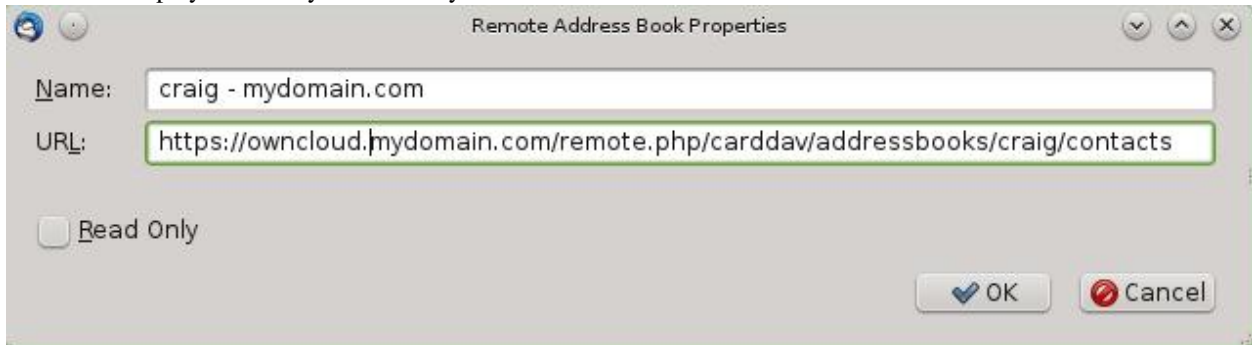 Remote Address Book Properties
Name: craig - mydomain.com
URL: https://owncloud.mydomain.com/remote.php/carddav/addressbooks/craig/contacts
Read Only
OK Cancel